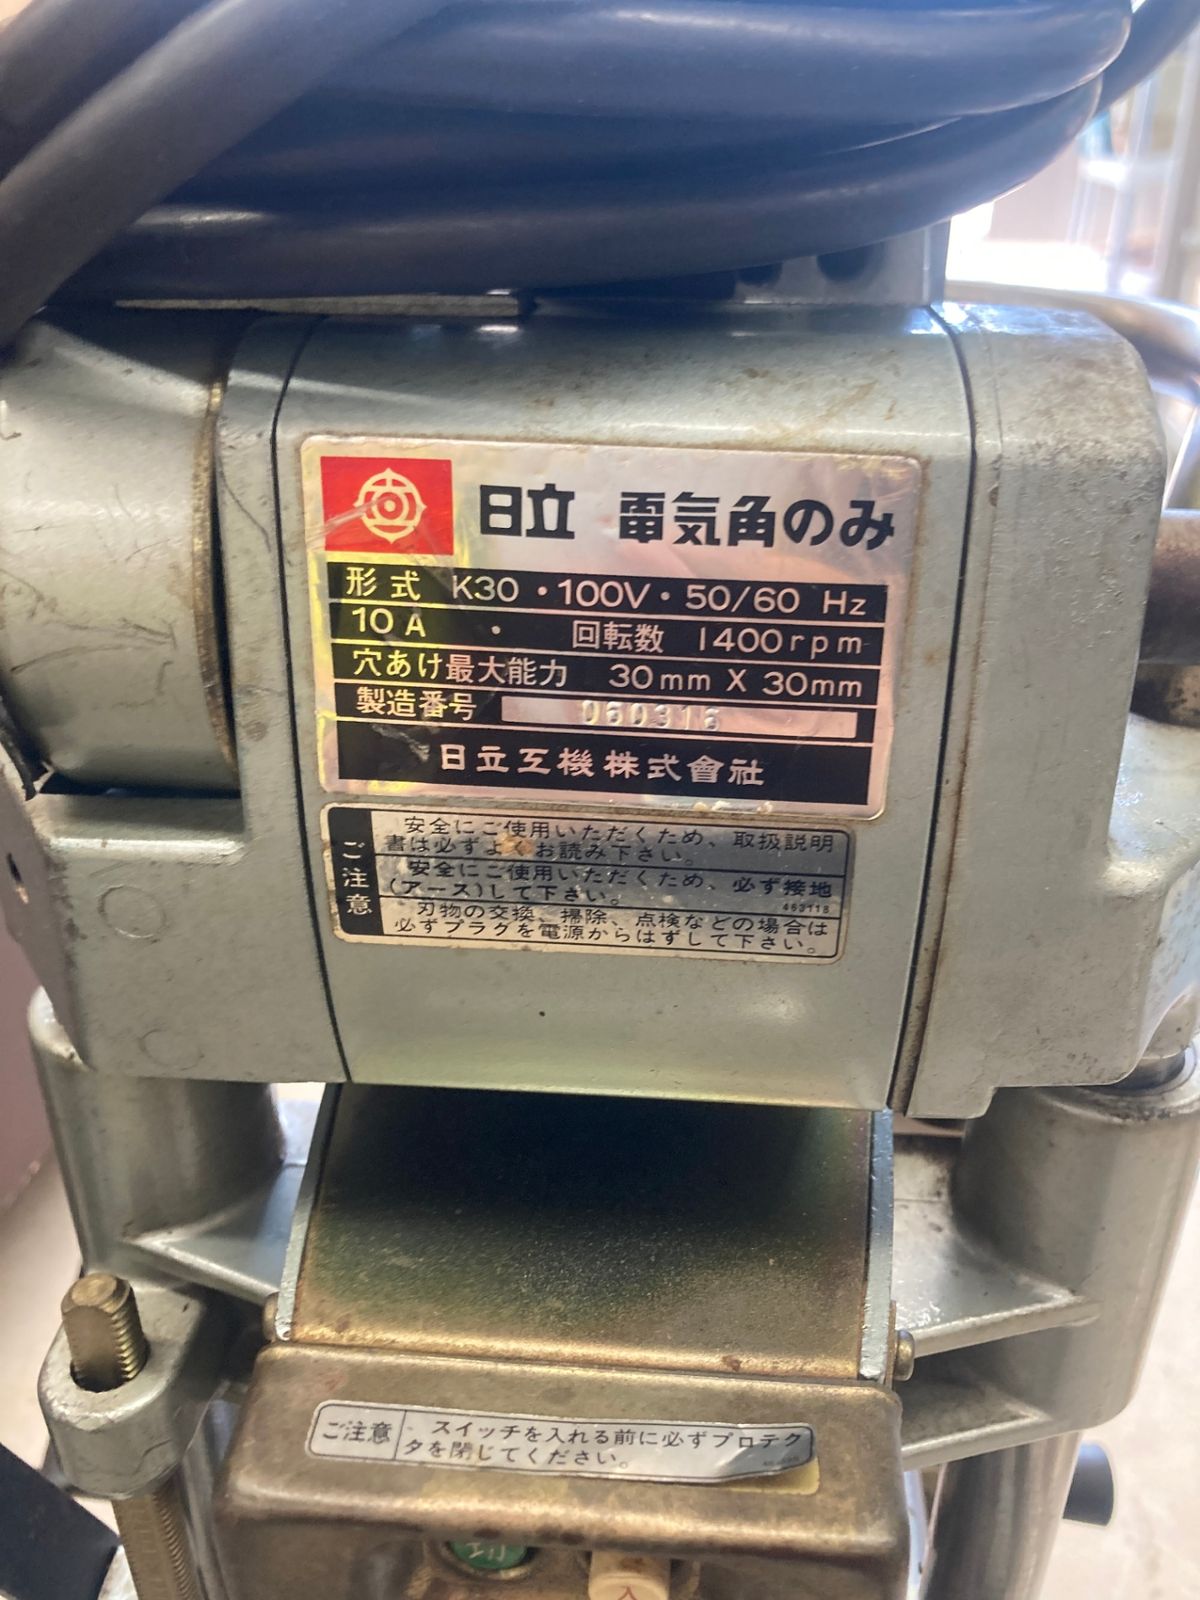 日立 電気角のみ
形式 K30・100V・50/60 Hz
10A ・ 回転数 1400rpm
穴あけ最大能力 30mm X 30mm
製造番号 060316
日立工機株式會社
ご注意
安全にご使用いただくため、取扱説明
書は必ずよくお読み下さい。
安全にご使用いただくため、必ず接地
(アース)して下さい。
463118
刃物の交換、掃除、点検などの場合は
必ずプラグを電源からはずして下さい。
ご注意
スイッチを入れる前に必ずプロテク
タを閉じてください。
切
入